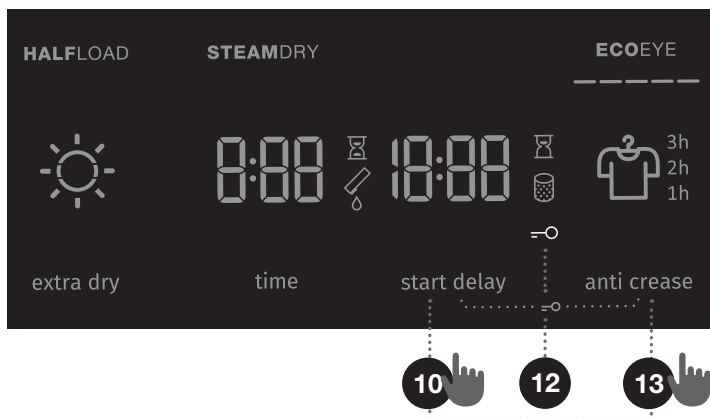 HALFLOAD
STEAMDRY
ECOEYE
8:88
18:88
3h
2h
1h
extra dry
time
start delay
anti crease
10
12
13